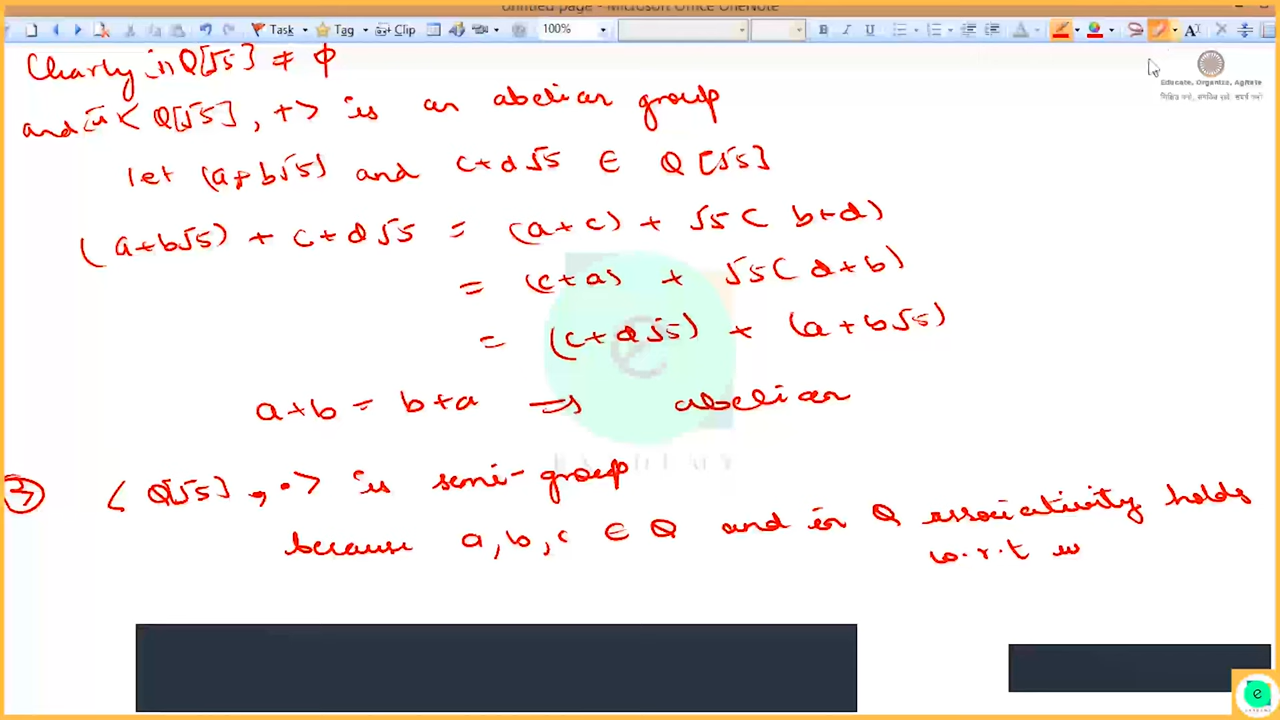 Untitled page - Microsoft Office OneNote
Task Tag Clip 100% B I U
Educate, Organize, Agitate
Clearly i) Q[√5] ≠ φ
and ii) < Q[√5], +> is an abelian group
let (a+b√5) and c+d√5 ∈ Q[√5]
(a+b√5) + c+d√5 = (a+c) + √5( b+d)
= (c+a) + √5( d+b)
= (c+d√5) + (a+b√5)
a+b = b+a ⇒ abelian
③ < Q[√5], .> is semi-group
because a, b, c ∈ Q and in Q associativity holds
w.r.t